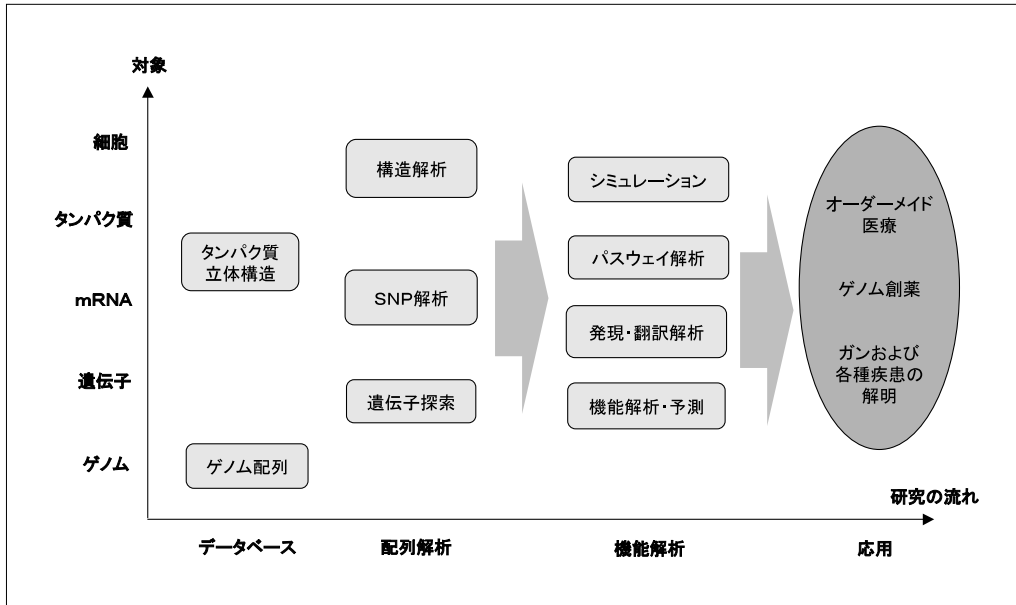 対象
細胞
タンパク質
mRNA
遺伝子
ゲノム
タンパク質
立体構造
ゲノム配列
構造解析
SNP解析
遺伝子探索
シミュレーション
パスウェイ解析
発現・翻訳解析
機能解析・予測
オーダーメイド
医療
ゲノム創薬
ガンおよび
各種疾患の
解明
研究の流れ
データベース
配列解析
機能解析
応用